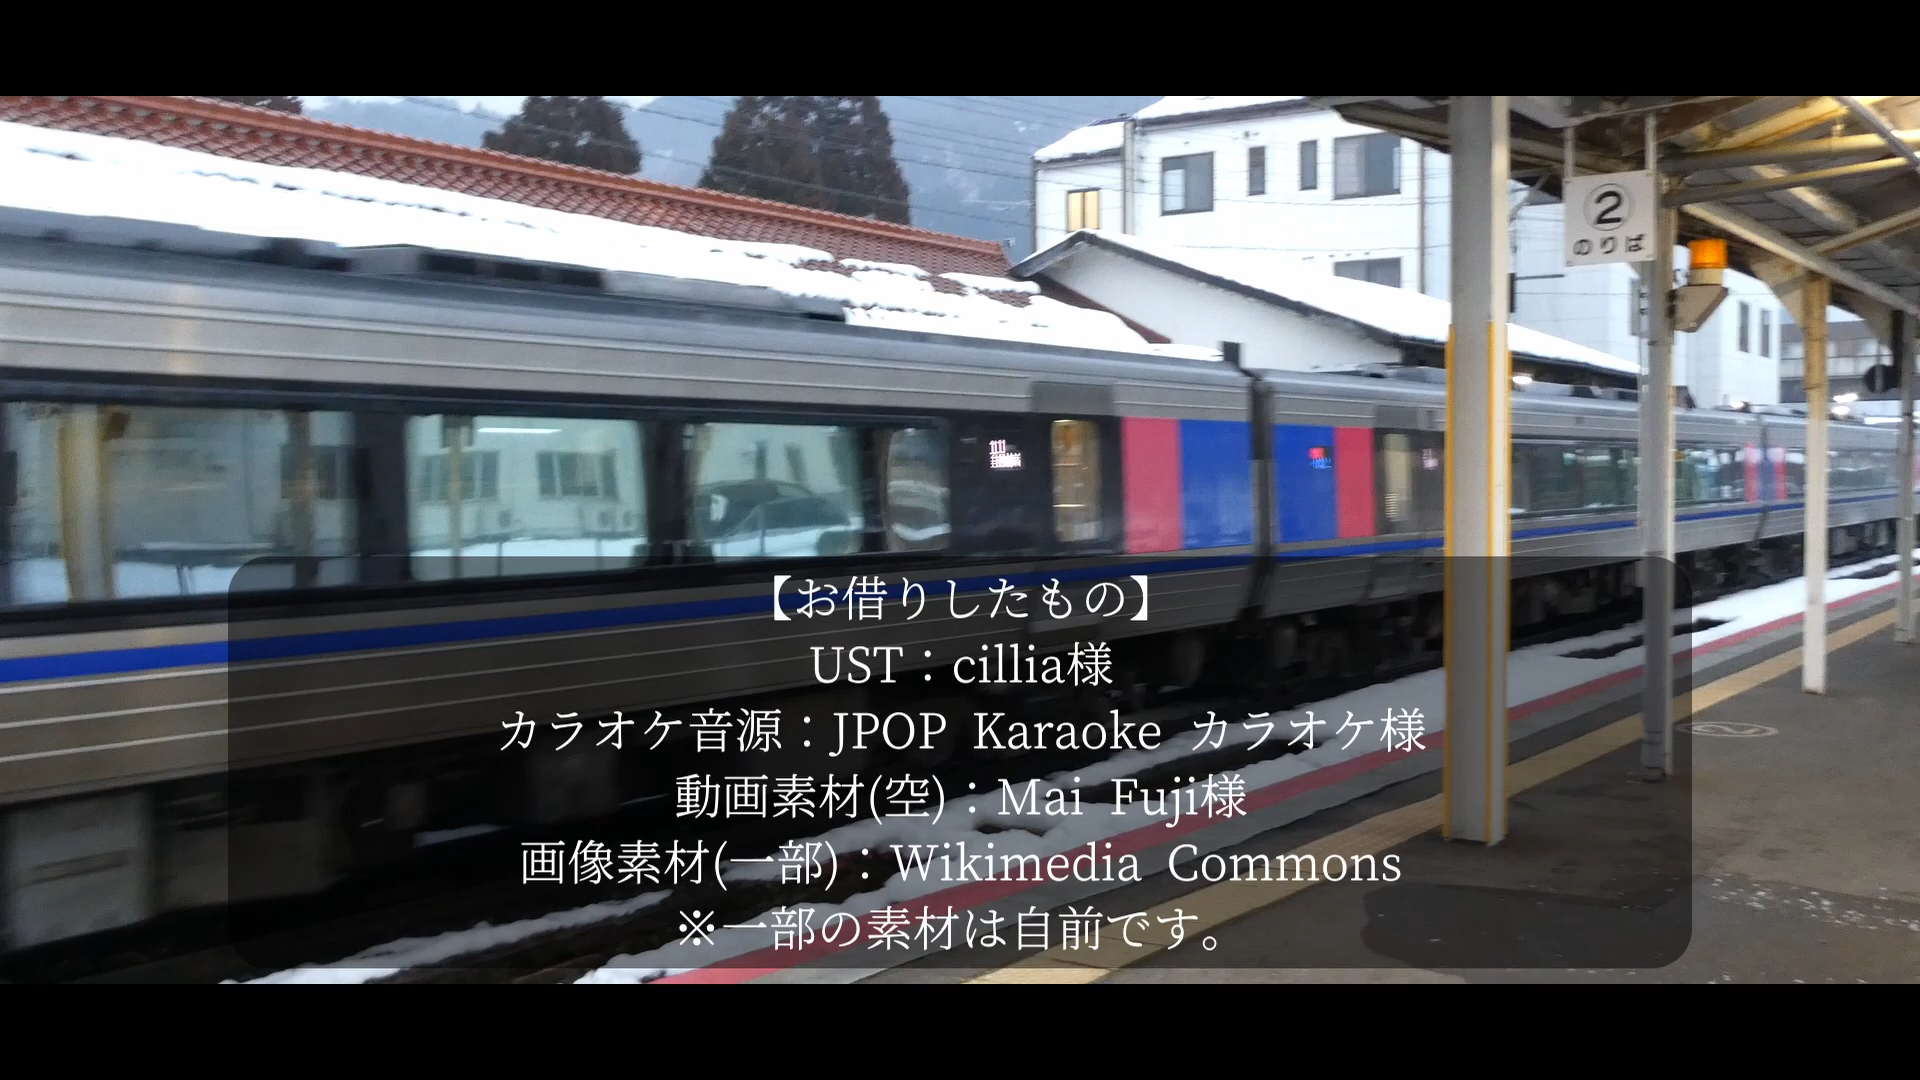 ②
のりば
【お借りしたもの】
UST：cillia様
カラオケ音源：JPOP Karaoke カラオケ様
動画素材(空)：Mai Fuji様
画像素材(一部)：Wikimedia Commons
※一部の素材は自前です。